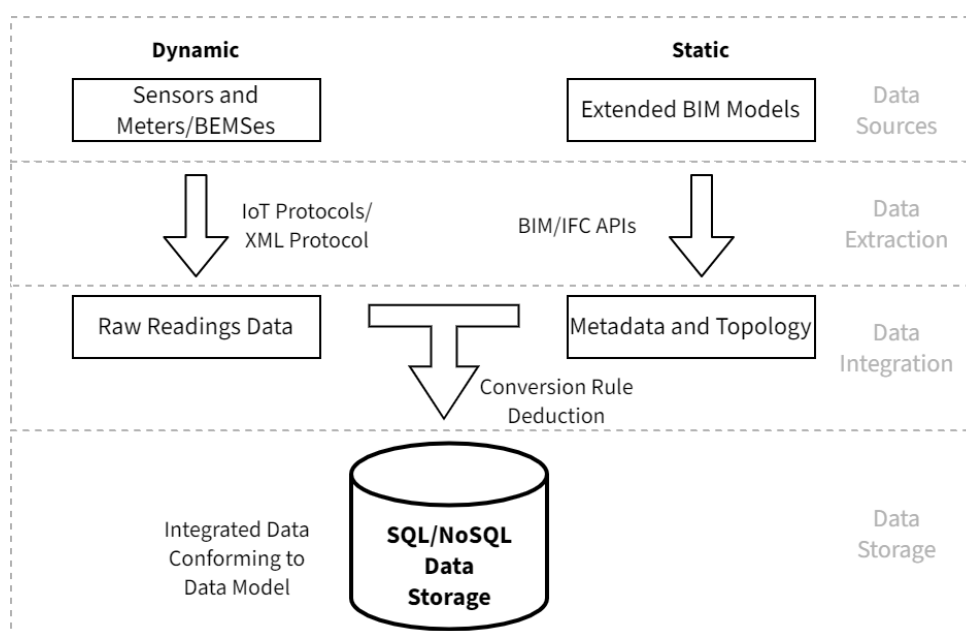 Dynamic
Static
Sensors and
Meters/BEMSes
Extended BIM Models
Data
Sources
IoT Protocols/
XML Protocol
BIM/IFC APIs
Data
Extraction
Raw Readings Data
Metadata and Topology
Data
Integration
Conversion Rule
Deduction
Integrated Data
Conforming to
Data Model
SQL/NoSQL
Data
Storage
Data
Storage